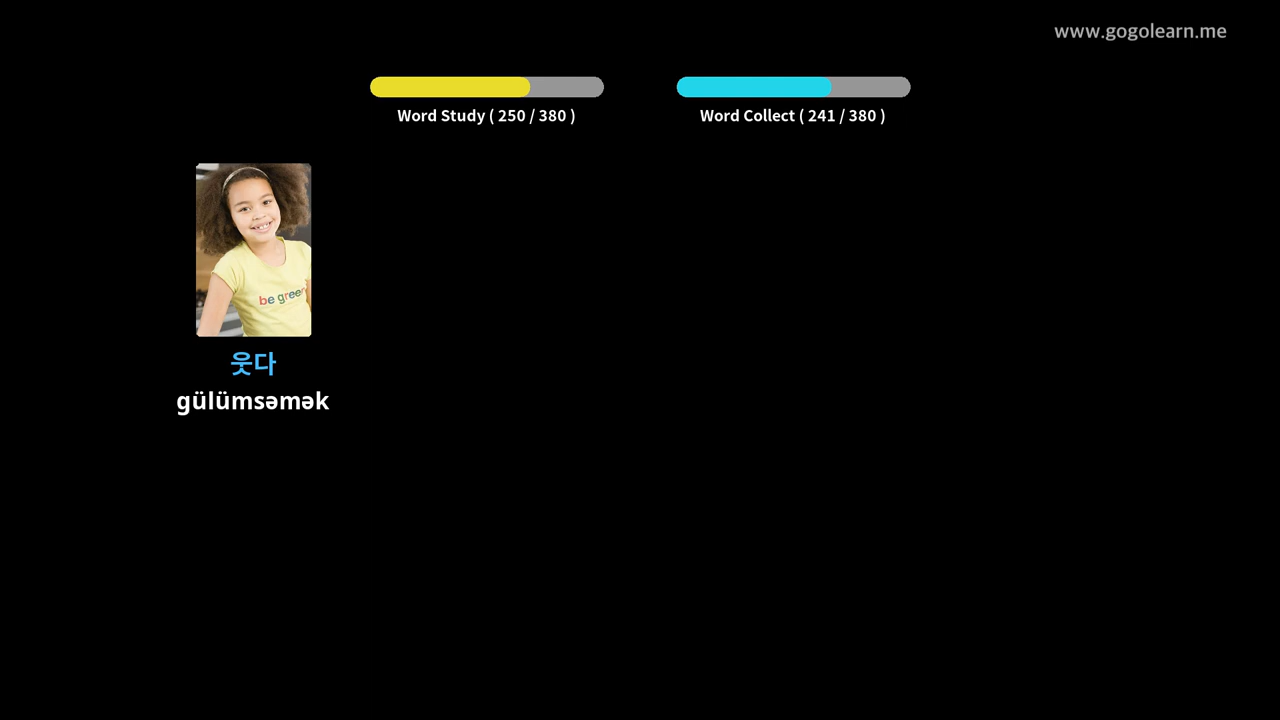 www.gogolearn.me
Word Study ( 250 / 380 )
Word Collect ( 241 / 380 )
be green
웃다
gülümsəmək